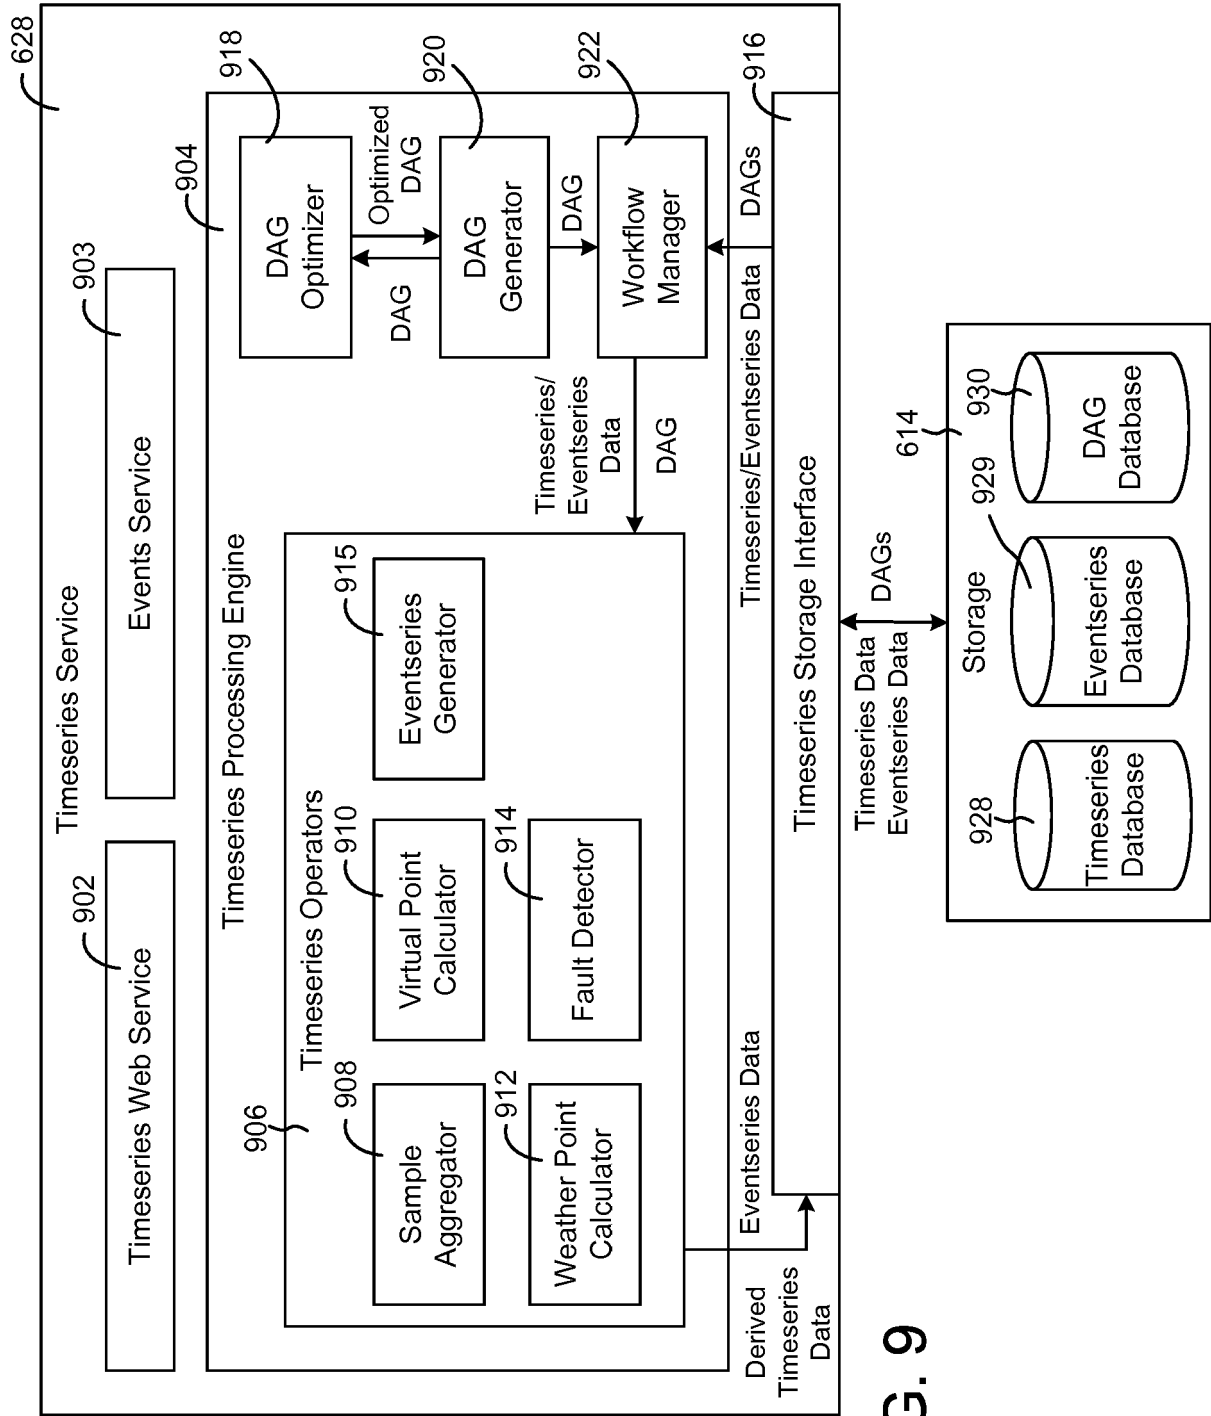 628
Timeseries Service
902
Timeseries Web Service
903
Events Service
904
Timeseries Processing Engine
906
Timeseries Operators
908
Sample
Aggregator
910
Virtual Point
Calculator
915
Eventseries
Generator
912
Weather Point
Calculator
914
Fault Detector
918
DAG
Optimizer
DAG
Optimized
DAG
920
DAG
Generator
DAG
922
Workflow
Manager
Timeseries/
Eventseries
Data
DAG
Derived
Timeseries
Data
Eventseries Data
Timeseries/Eventseries Data
DAGs
916
Timeseries Storage Interface
Timeseries Data
Eventseries Data
DAGs
614
Storage
928
Timeseries
Database
929
Eventseries
Database
930
DAG
Database
G. 9